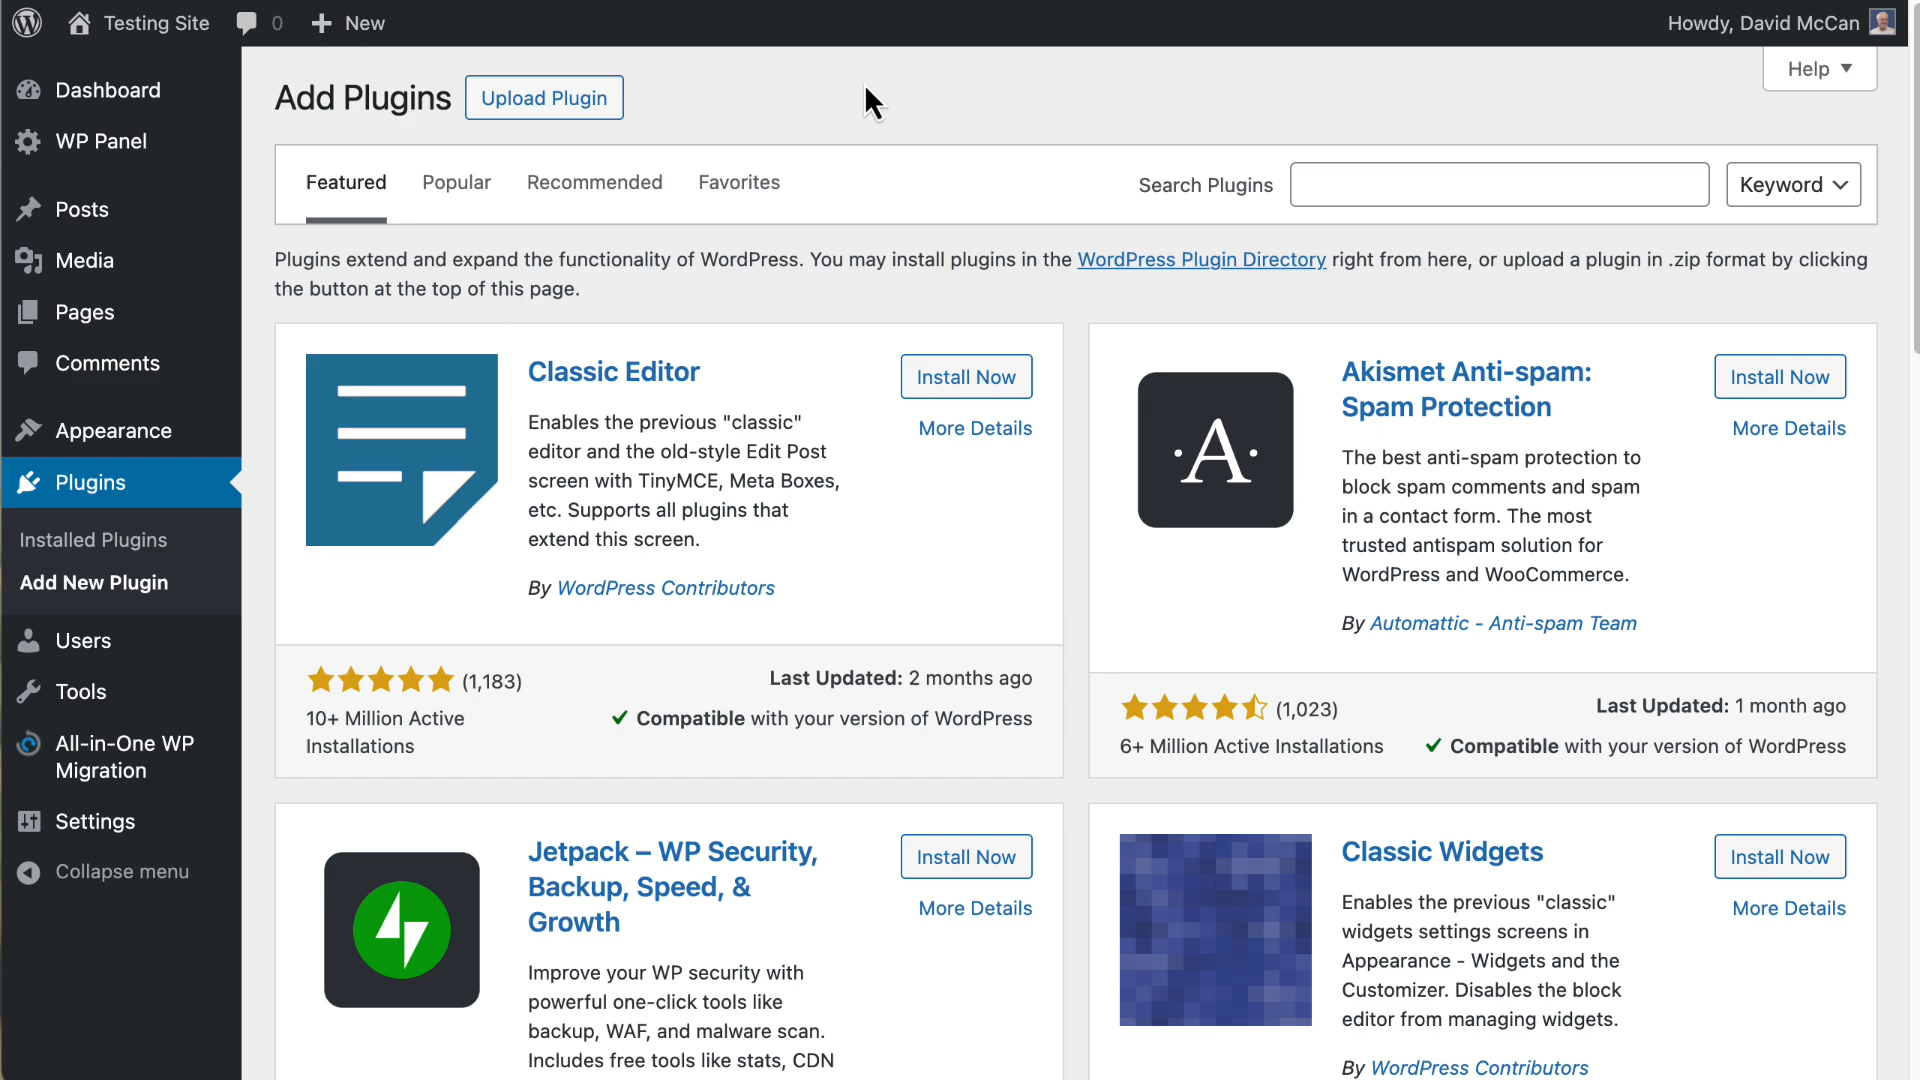 Testing Site
0
New
Howdy, David McCan
Help
Dashboard
WP Panel
Posts
Media
Pages
Comments
Appearance
Plugins
Installed Plugins
Add New Plugin
Users
Tools
All-in-One WP
Migration
Settings
Collapse menu
Add Plugins
Upload Plugin
Featured
Popular
Recommended
Favorites
Search Plugins
Keyword
Plugins extend and expand the functionality of WordPress. You may install plugins in the WordPress Plugin Directory right from here, or upload a plugin in .zip format by clicking
the button at the top of this page.
Classic Editor
Install Now
More Details
Enables the previous "classic"
editor and the old-style Edit Post
screen with TinyMCE, Meta Boxes,
etc. Supports all plugins that
extend this screen.
By WordPress Contributors
(1,183)
Last Updated: 2 months ago
10+ Million Active
Installations
Compatible with your version of WordPress
·A·
Akismet Anti-spam:
Spam Protection
Install Now
More Details
The best anti-spam protection to
block spam comments and spam
in a contact form. The most
trusted antispam solution for
WordPress and WooCommerce.
By Automattic - Anti-spam Team
(1,023)
Last Updated: 1 month ago
6+ Million Active Installations
Compatible with your version of WordPress
Jetpack – WP Security,
Backup, Speed, &
Growth
Install Now
More Details
Improve your WP security with
powerful one-click tools like
backup, WAF, and malware scan.
Includes free tools like stats, CDN
Classic Widgets
Install Now
More Details
Enables the previous "classic"
widgets settings screens in
Appearance - Widgets and the
Customizer. Disables the block
editor from managing widgets.
By WordPress Contributors